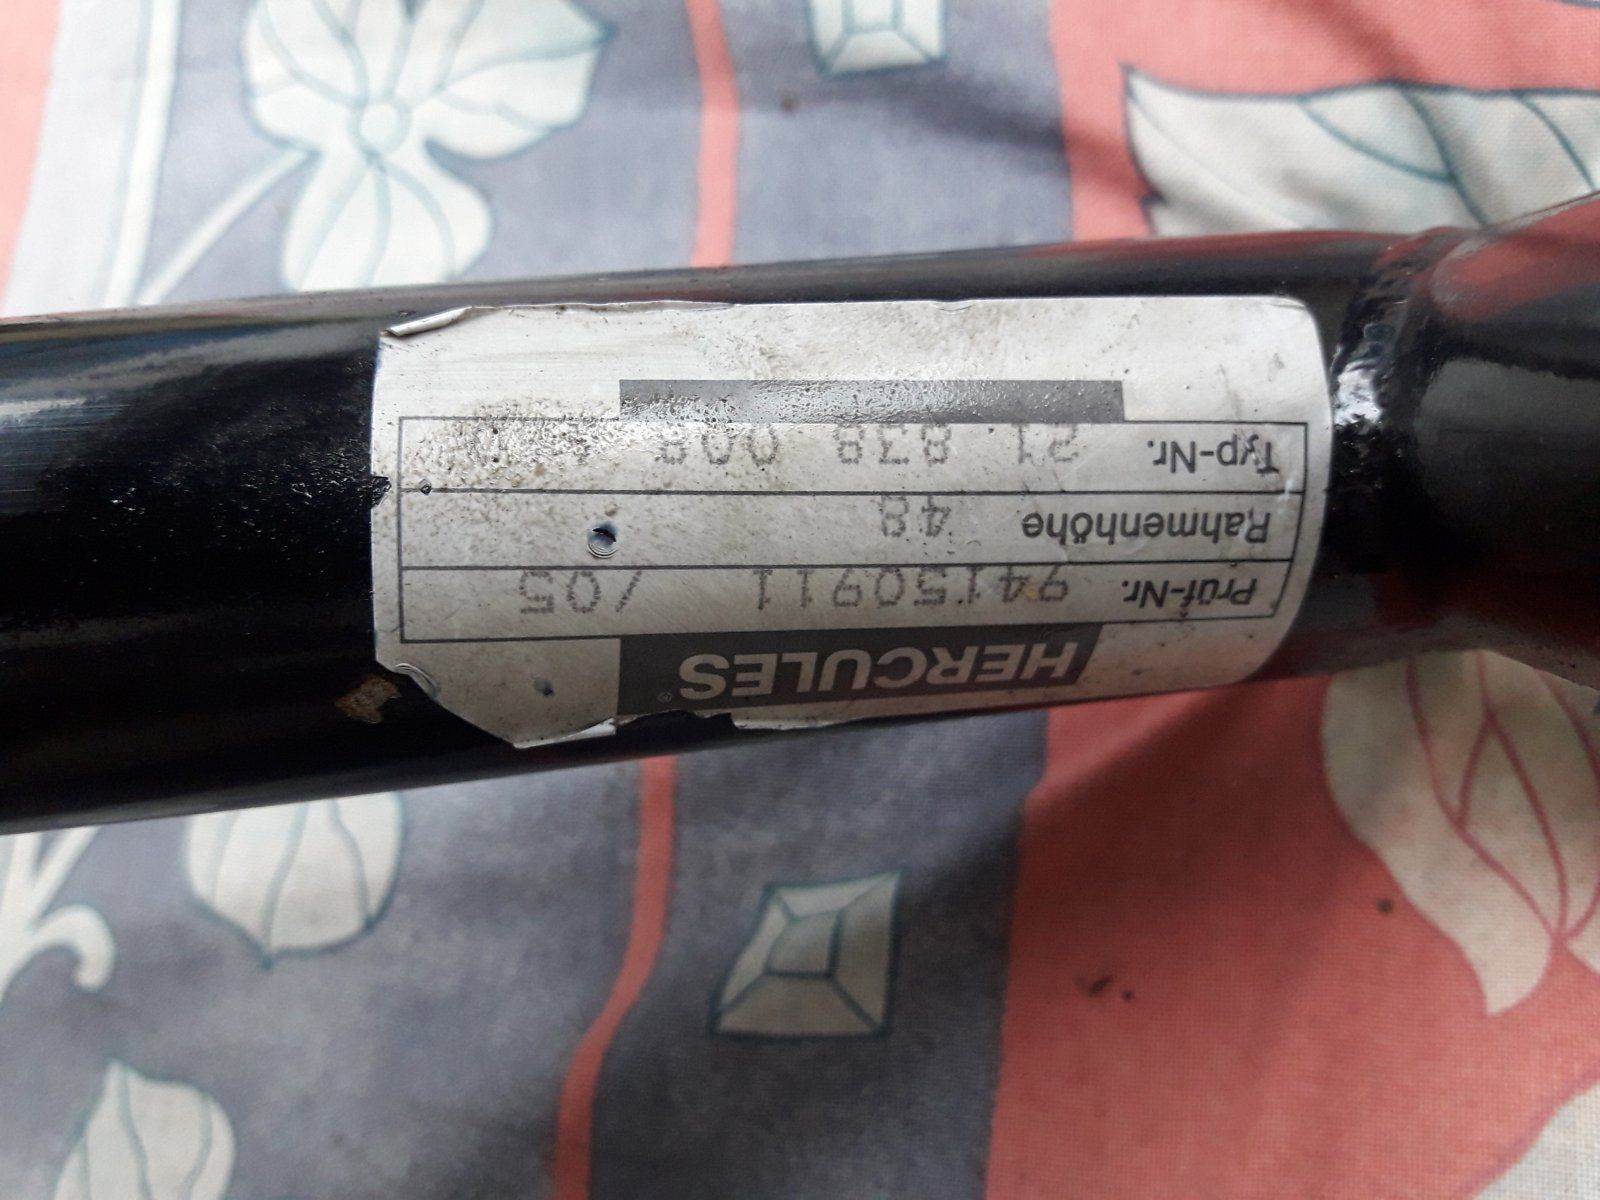 HERCULES®
Prüf-Nr. 94150911 /05
Rahmenhöhe 48
Typ-Nr. 21 838 008